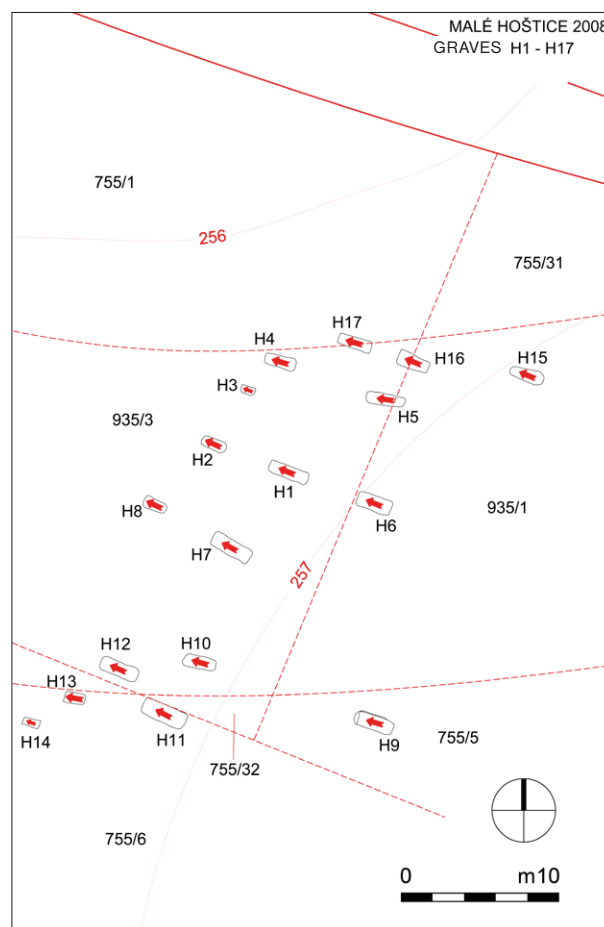 MALÉ HOŠTICE 2008
GRAVES H1 - H17
755/1
256
755/31
H17
H4
H16
H15
H3
H5
935/3
H2
H1
H8
H6
935/1
H7
257
H12
H10
H13
H14
H11
H9
755/5
755/32
755/6
0 m10